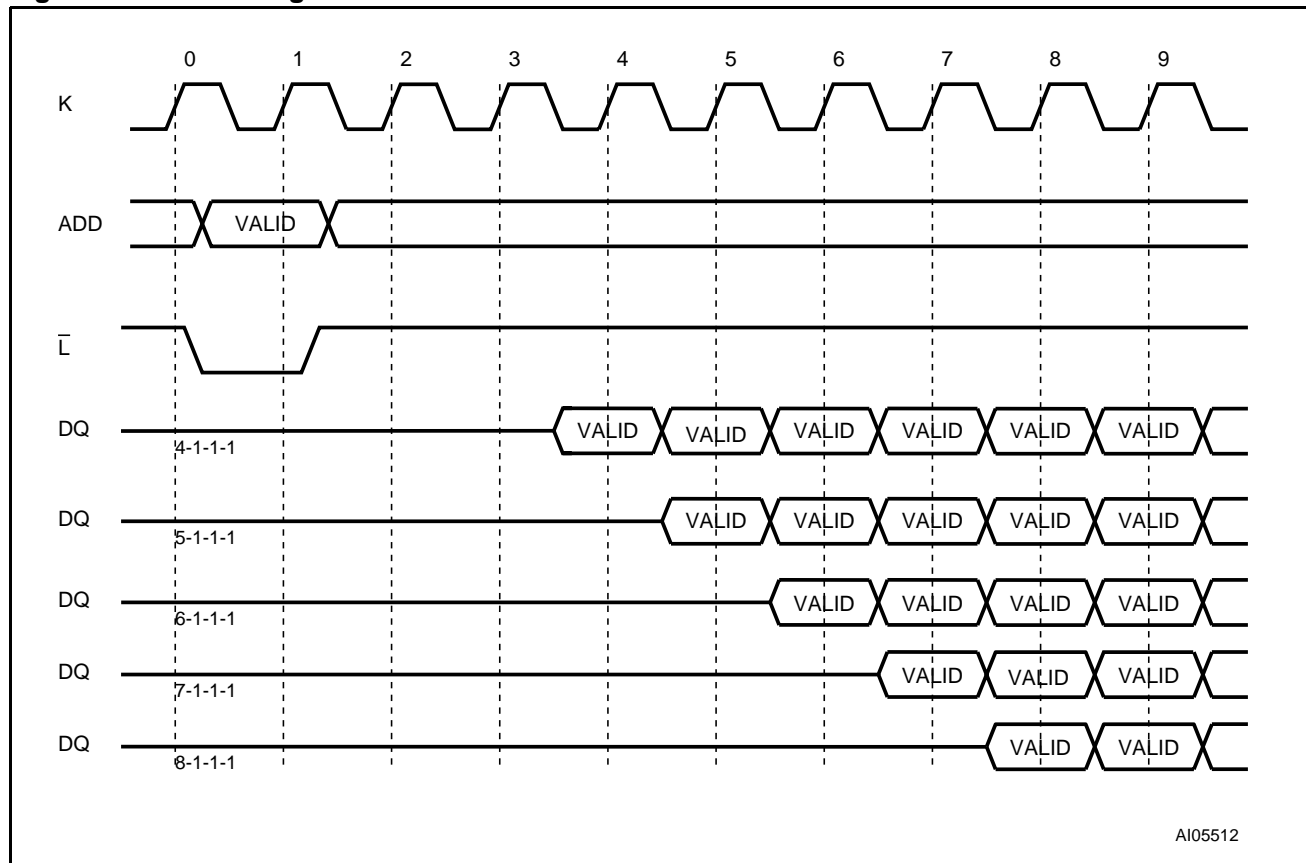 0 1 2 3 4 5 6 7 8 9
K
ADD VALID
L̅
DQ VALID VALID VALID VALID VALID VALID
4-1-1-1
DQ VALID VALID VALID VALID VALID
5-1-1-1
DQ VALID VALID VALID VALID
6-1-1-1
DQ VALID VALID VALID
7-1-1-1
DQ VALID VALID
8-1-1-1
AI05512